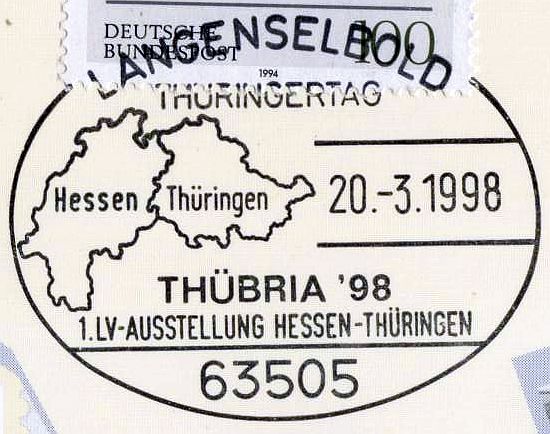 DEUTSCHE
BUNDESPOST
100
1994
LANGENSELBOLD
THÜRINGERTAG
Hessen
Thüringen
20.-3.1998
THÜBRIA '98
1.LV-AUSSTELLUNG HESSEN-THÜRINGEN
63505